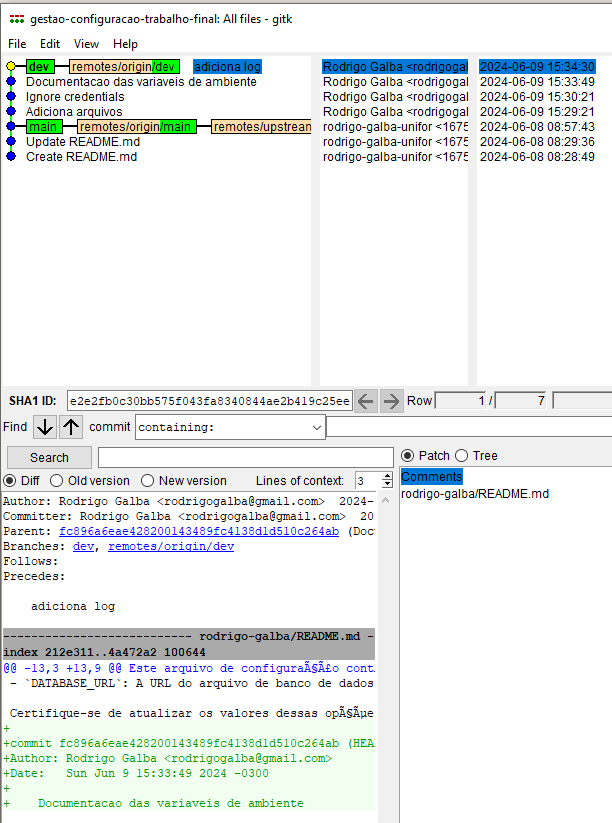 gestao-configuracao-trabalho-final: All files - gitk
File Edit View Help
dev remotes/origin/dev adiciona log Rodrigo Galba <rodrigogal 2024-06-09 15:34:30
Documentacao das variaveis de ambiente Rodrigo Galba <rodrigogal 2024-06-09 15:33:49
Ignore credentials Rodrigo Galba <rodrigogal 2024-06-09 15:30:21
Adiciona arquivos Rodrigo Galba <rodrigogal 2024-06-09 15:29:21
main remotes/origin/main remotes/upstream rodrigo-galba-unifor <1675 2024-06-08 08:57:43
Update README.md rodrigo-galba-unifor <1675 2024-06-08 08:29:36
Create README.md rodrigo-galba-unifor <1675 2024-06-08 08:28:49
SHA1 ID: e2e2fb0c30bb575f043fa8340844ae2b419c25ee Row 1 / 7
Find commit containing:
Search Patch Tree
Diff Old version New version Lines of context: 3
Comments
rodrigo-galba/README.md
Author: Rodrigo Galba <rodrigogalba@gmail.com> 2024-
Committer: Rodrigo Galba <rodrigogalba@gmail.com> 20
Parent: fc896a6eae428200143489fc4138d1d510c264ab (Doc
Branches: dev, remotes/origin/dev
Follows:
Precedes:
adiciona log
--------------------------- rodrigo-galba/README.md -
index 212e311..4a472a2 100644
@@ -13,3 +13,9 @@ Este arquivo de configuraÃ§Ã£o cont
- `DATABASE_URL`: A URL do arquivo de banco de dados
Certifique-se de atualizar os valores dessas opÃ§Ãµe
+
+commit fc896a6eae428200143489fc4138d1d510c264ab (HEA
+Author: Rodrigo Galba <rodrigogalba@gmail.com>
+Date: Sun Jun 9 15:33:49 2024 -0300
+
+ Documentacao das variaveis de ambiente